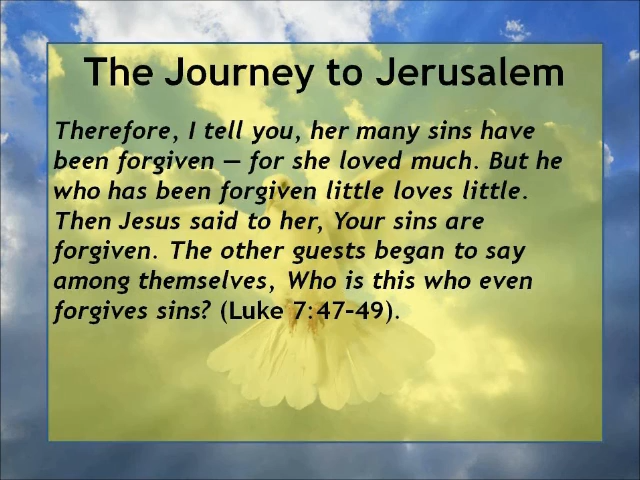 The Journey to Jerusalem
Therefore, I tell you, her many sins have
been forgiven — for she loved much. But he
who has been forgiven little loves little.
Then Jesus said to her, Your sins are
forgiven. The other guests began to say
among themselves, Who is this who even
forgives sins? (Luke 7:47–49).